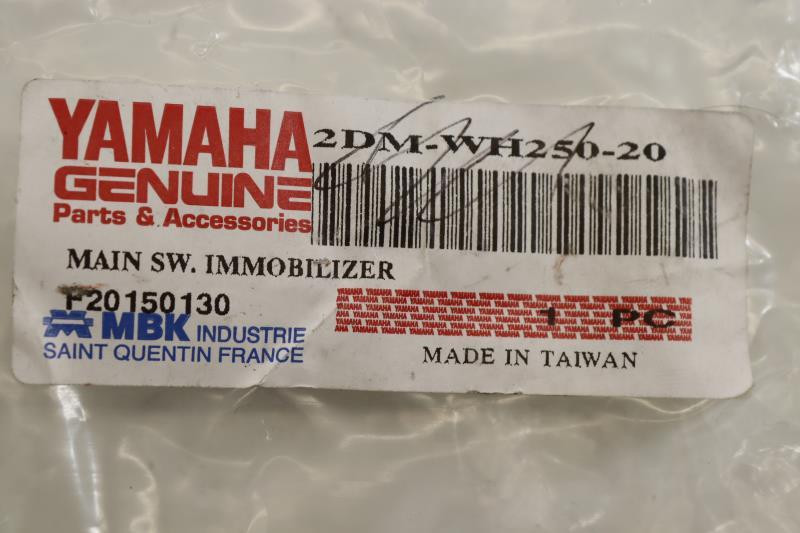 YAMAHA
GENUINE
Parts & Accessories
2DM-WH250-20
MAIN SW. IMMOBILIZER
F20150130
1 PC
MBK INDUSTRIE
SAINT QUENTIN FRANCE
MADE IN TAIWAN